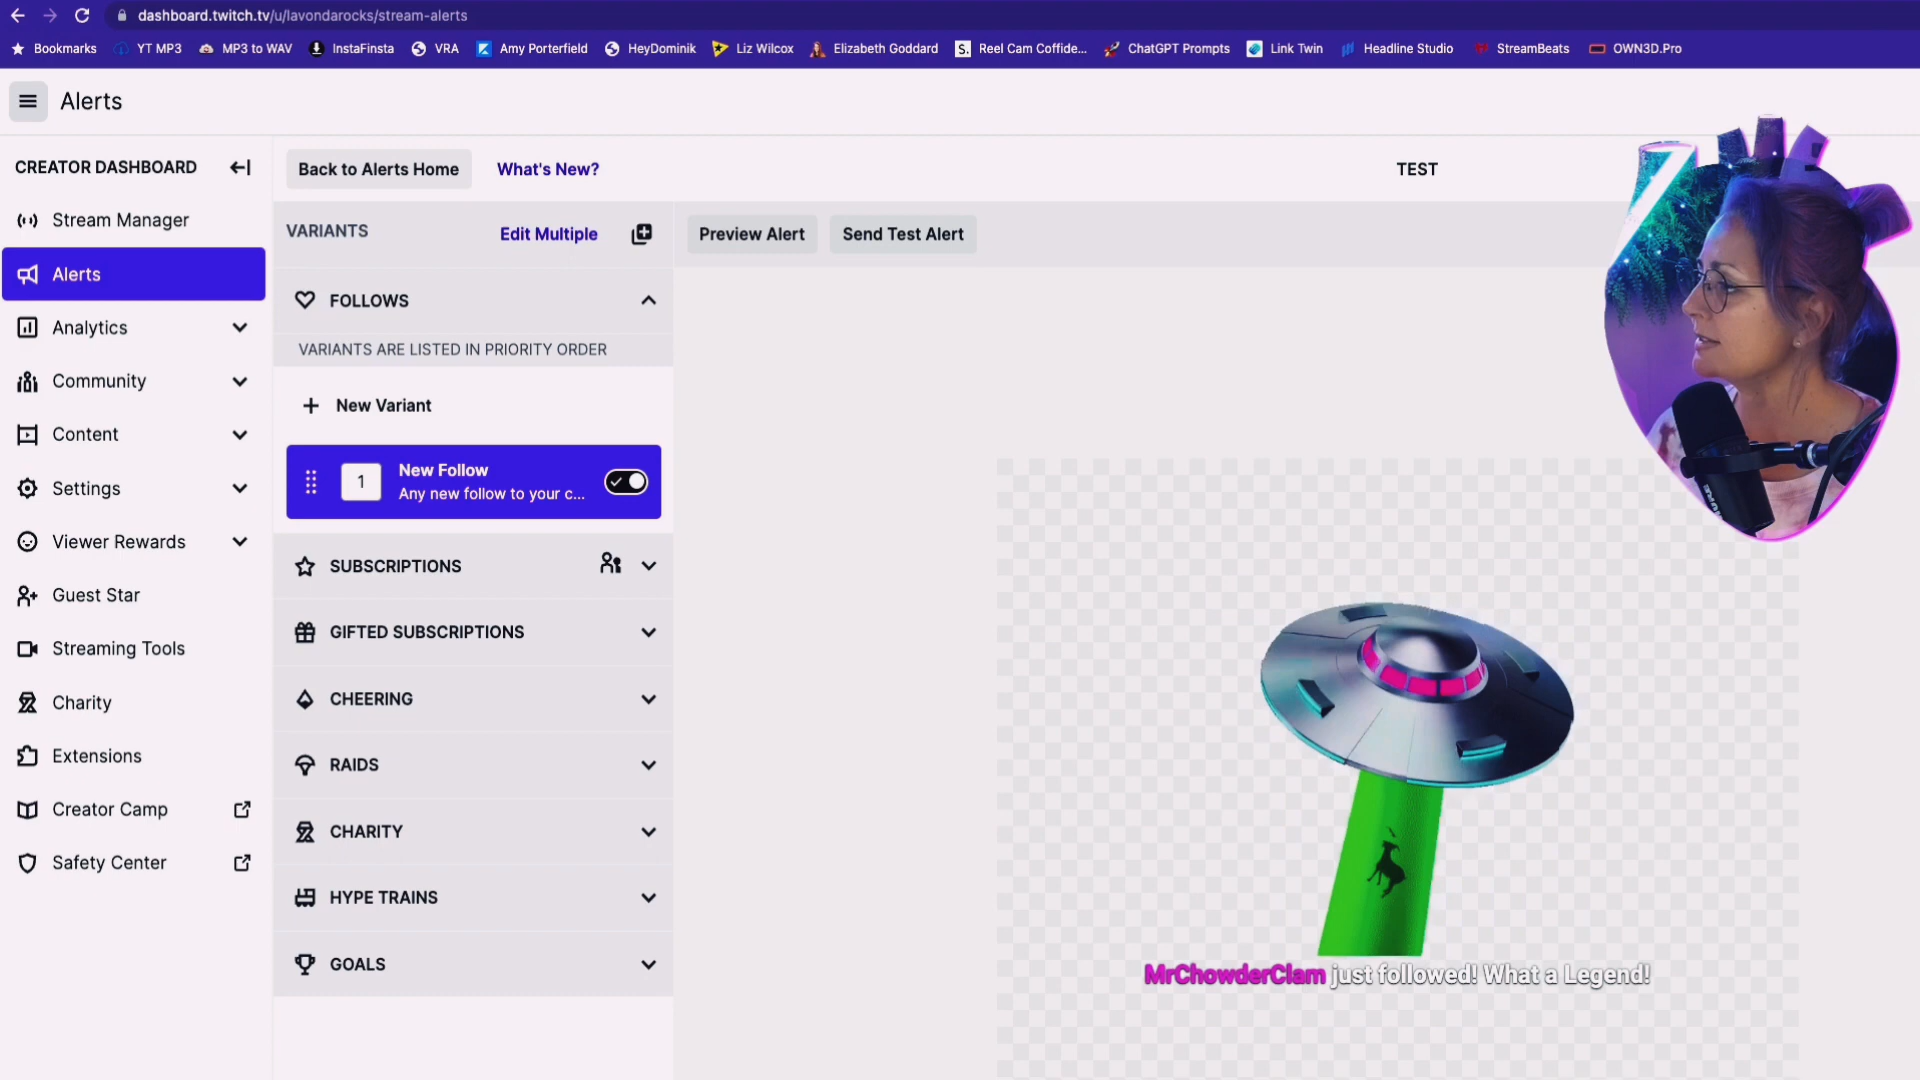 dashboard.twitch.tv/u/lavondarocks/stream-alerts
Bookmarks YT MP3 MP3 to WAV InstaFinsta VRA Amy Porterfield HeyDominik Liz Wilcox Elizabeth Goddard S. Reel Cam Coffide... ChatGPT Prompts Link Twin Headline Studio StreamBeats OWN3D.Pro
Alerts
CREATOR DASHBOARD
Stream Manager
Alerts
Analytics
Community
Content
Settings
Viewer Rewards
Guest Star
Streaming Tools
Charity
Extensions
Creator Camp
Safety Center
Back to Alerts Home What's New? TEST
VARIANTS Edit Multiple
Preview Alert Send Test Alert
FOLLOWS
VARIANTS ARE LISTED IN PRIORITY ORDER
New Variant
1
New Follow
Any new follow to your c...
SUBSCRIPTIONS
GIFTED SUBSCRIPTIONS
CHEERING
RAIDS
CHARITY
HYPE TRAINS
GOALS
MrChowderClam just followed! What a Legend!